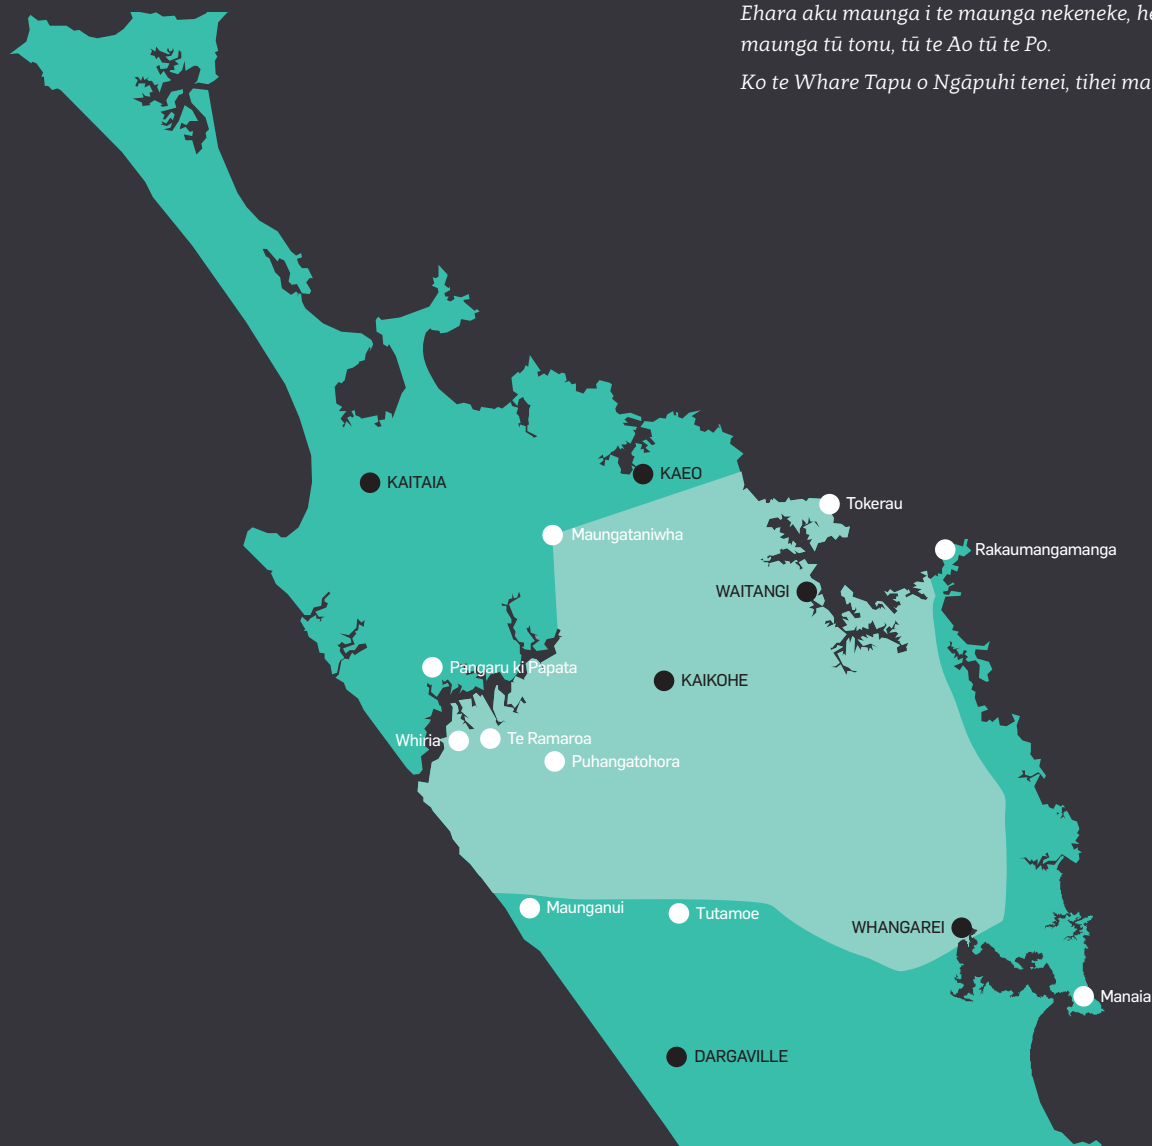 Ehara aku maunga i te maunga nekeneke, he
maunga tū tonu, tū te Ao tū te Po.
Ko te Whare Tapu o Ngāpuhi tenei, tihei
KAITAIA
KAEO
Tokerau
Maungataniwha
Rakaumangamanga
WAITANGI
Pangaru ki Papata
KAIKOHE
Whiria
Te Ramaroa
Puhangatohora
Maunganui
Tutamoe
WHANGAREI
Manaia
DARGAVILLE